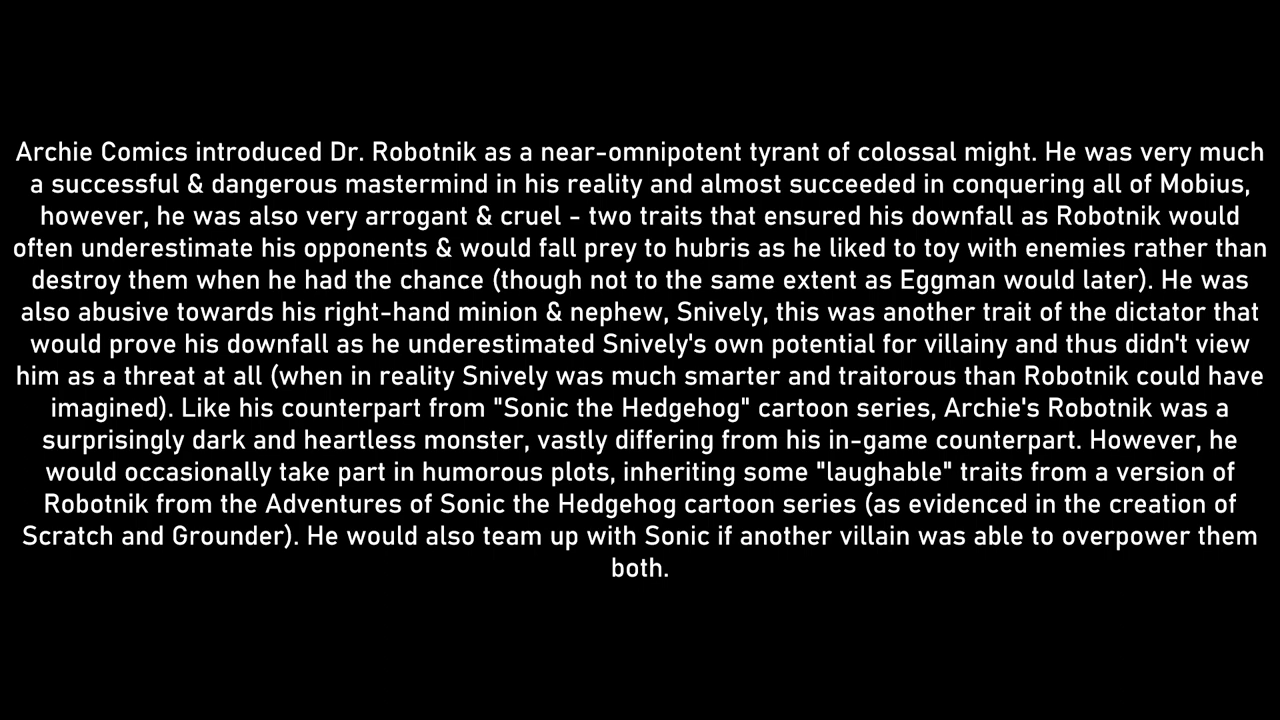 Archie Comics introduced Dr. Robotnik as a near-omnipotent tyrant of colossal might. He was very much
a successful & dangerous mastermind in his reality and almost succeeded in conquering all of Mobius,
however, he was also very arrogant & cruel - two traits that ensured his downfall as Robotnik would
often underestimate his opponents & would fall prey to hubris as he liked to toy with enemies rather than
destroy them when he had the chance (though not to the same extent as Eggman would later). He was
also abusive towards his right-hand minion & nephew, Snively, this was another trait of the dictator that
would prove his downfall as he underestimated Snively's own potential for villainy and thus didn't view
him as a threat at all (when in reality Snively was much smarter and traitorous than Robotnik could have
imagined). Like his counterpart from "Sonic the Hedgehog" cartoon series, Archie's Robotnik was a
surprisingly dark and heartless monster, vastly differing from his in-game counterpart. However, he
would occasionally take part in humorous plots, inheriting some "laughable" traits from a version of
Robotnik from the Adventures of Sonic the Hedgehog cartoon series (as evidenced in the creation of
Scratch and Grounder). He would also team up with Sonic if another villain was able to overpower them
both.